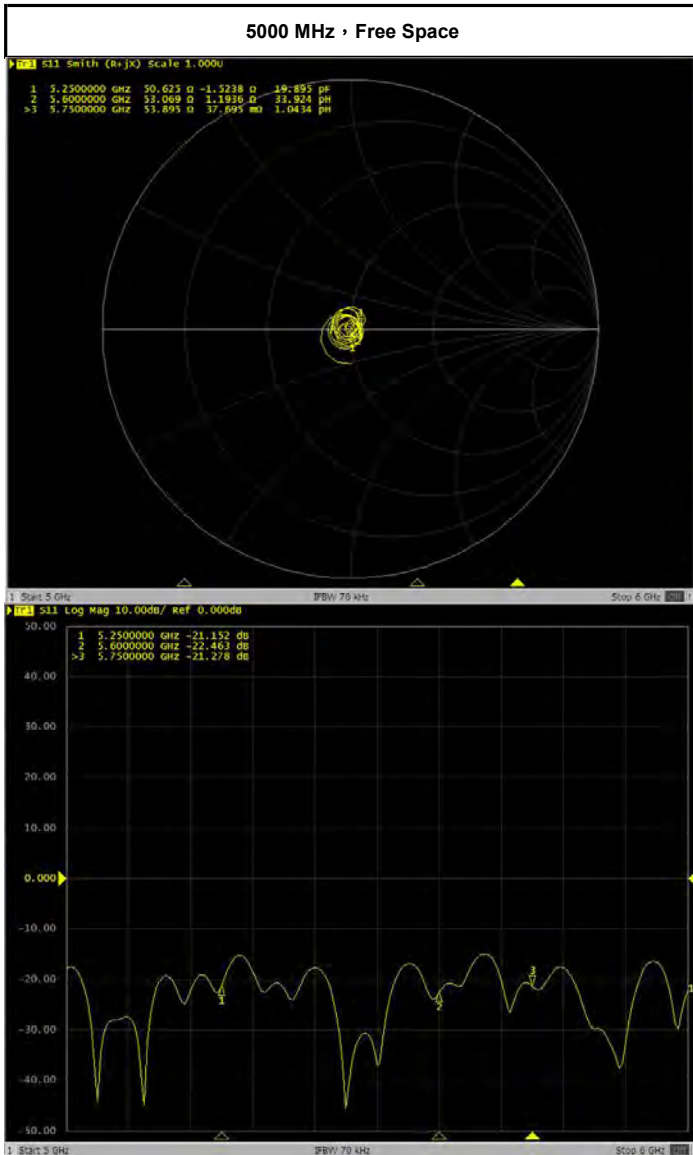 5000 MHz，Free Space
Tr1 S11 Smith (R+jX) Scale 1.000U
1 5.2500000 GHz 50.625 Ω -1.5238 Ω 19.895 pF
2 5.6000000 GHz 53.069 Ω 1.1936 Ω 33.924 pH
>3 5.7500000 GHz 53.895 Ω 37.695 mΩ 1.0434 pH
1
1 Start 5 GHz IFBW 70 kHz Stop 6 GHz
Tr1 S11 Log Mag 10.00dB/ Ref 0.000dB
50.00
1 5.2500000 GHz -21.152 dB
2 5.6000000 GHz -22.463 dB
>3 5.7500000 GHz -21.278 dB
40.00
30.00
20.00
10.00
0.000
-10.00
-20.00
3
1
2
1
-30.00
-40.00
-50.00
1 Start 5 GHz IFBW 70 kHz Stop 6 GHz